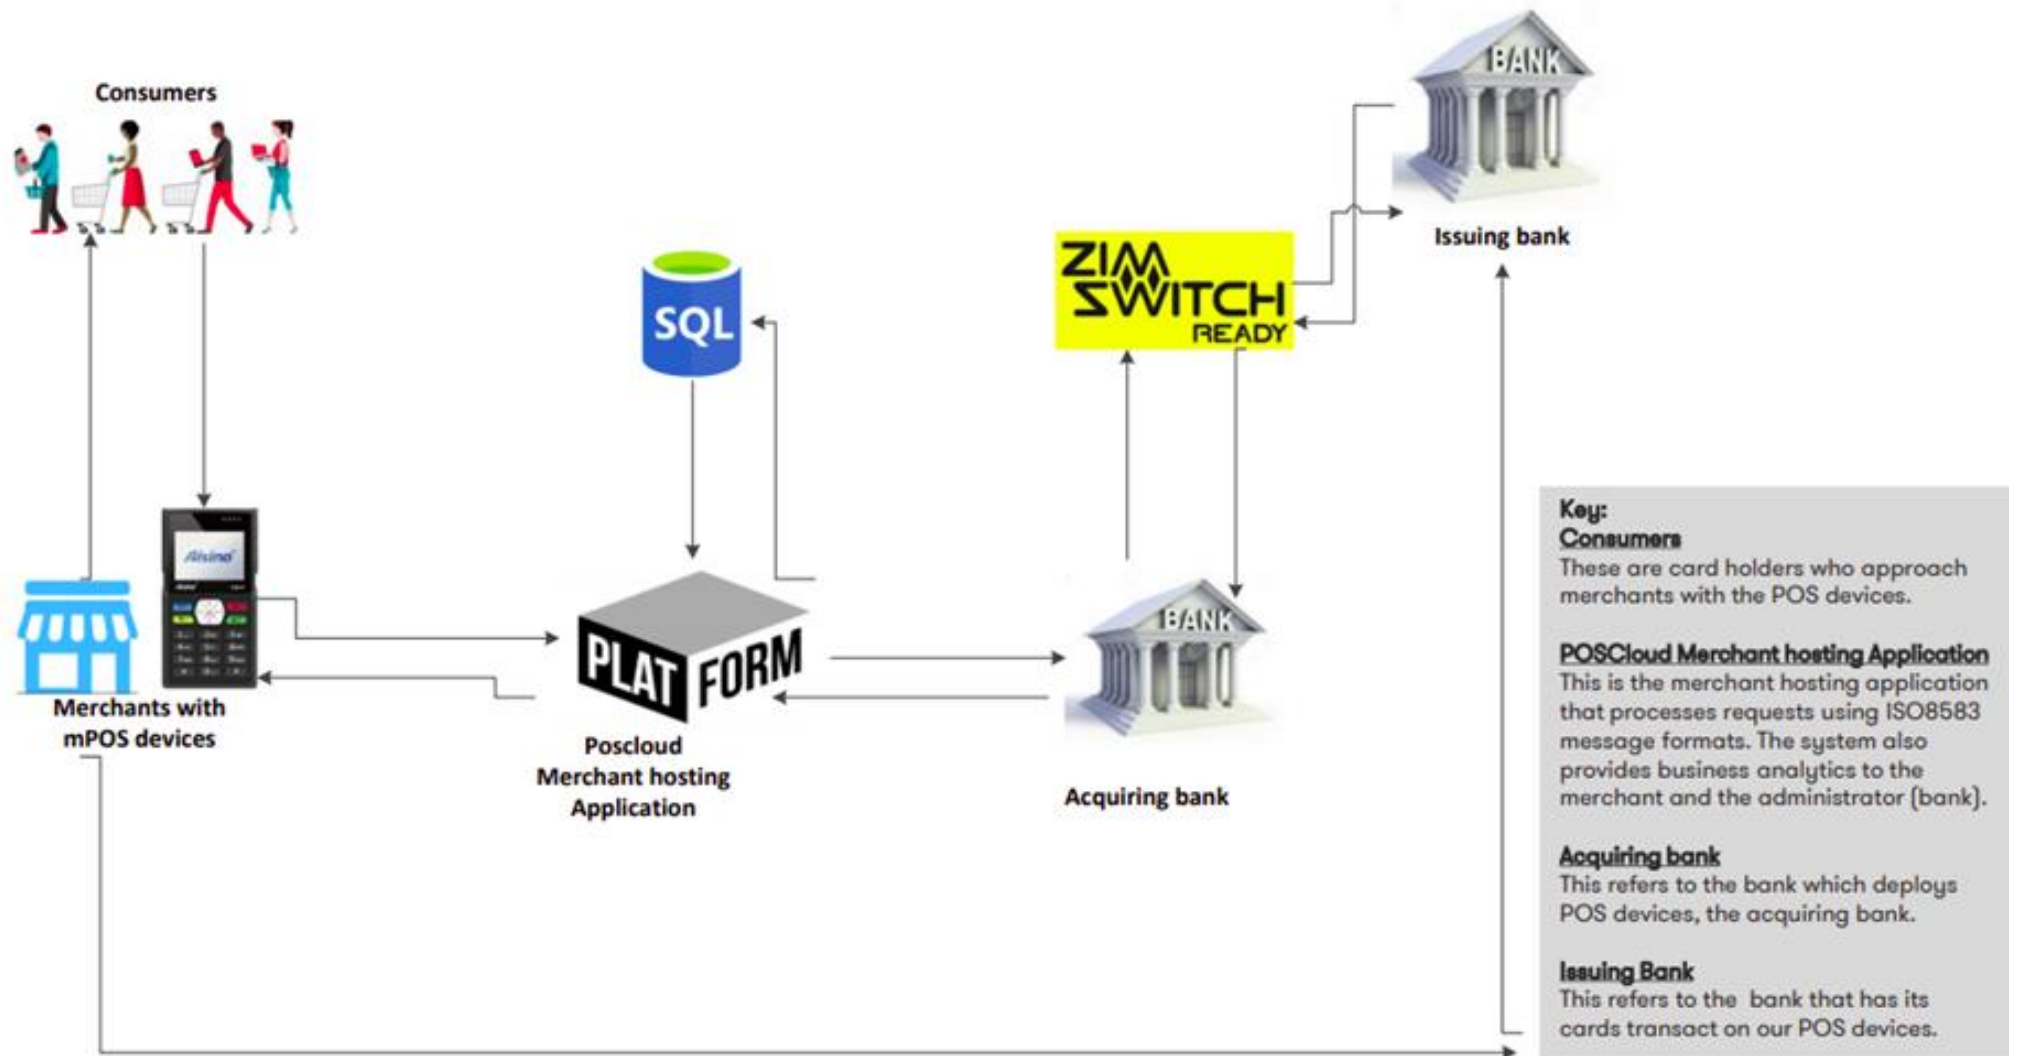 Consumers
BANK
Issuing bank
ZIM
SWITCH
READY
SQL
Aisino
Merchants with
mPOS devices
PLAT
FORM
Poscloud
Merchant hosting
Application
BANK
Acquiring bank
Key:
Consumers
These are card holders who approach
merchants with the POS devices.
POSCloud Merchant hosting Application
This is the merchant hosting application
that processes requests using ISO8583
message formats. The system also
provides business analytics to the
merchant and the administrator (bank).
Acquiring bank
This refers to the bank which deploys
POS devices, the acquiring bank.
Issuing Bank
This refers to the bank that has its
cards transact on our POS devices.